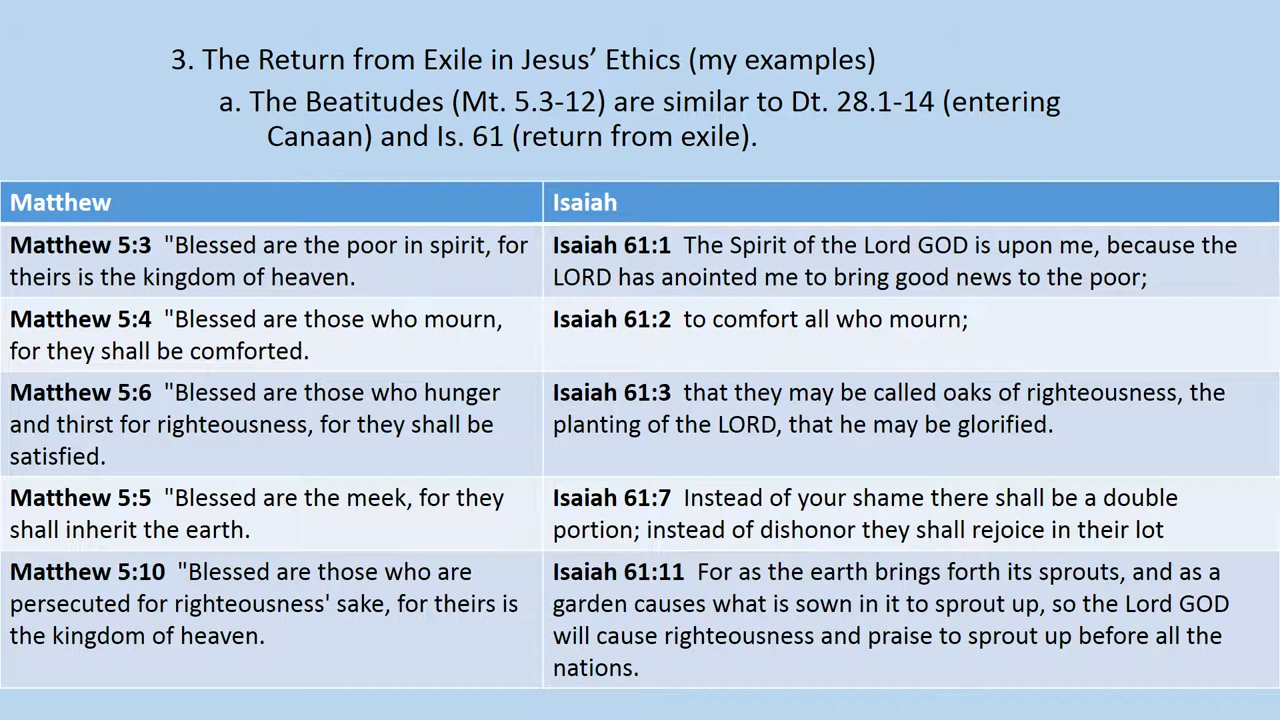 3. The Return from Exile in Jesus’ Ethics (my examples)
a. The Beatitudes (Mt. 5.3-12) are similar to Dt. 28.1-14 (entering
Canaan) and Is. 61 (return from exile).
Matthew
Isaiah
Matthew 5:3 "Blessed are the poor in spirit, for
theirs is the kingdom of heaven.
Isaiah 61:1 The Spirit of the Lord GOD is upon me, because the
LORD has anointed me to bring good news to the poor;
Matthew 5:4 "Blessed are those who mourn,
for they shall be comforted.
Isaiah 61:2 to comfort all who mourn;
Matthew 5:6 "Blessed are those who hunger
and thirst for righteousness, for they shall be
satisfied.
Isaiah 61:3 that they may be called oaks of righteousness, the
planting of the LORD, that he may be glorified.
Matthew 5:5 "Blessed are the meek, for they
shall inherit the earth.
Isaiah 61:7 Instead of your shame there shall be a double
portion; instead of dishonor they shall rejoice in their lot
Matthew 5:10 "Blessed are those who are
persecuted for righteousness' sake, for theirs is
the kingdom of heaven.
Isaiah 61:11 For as the earth brings forth its sprouts, and as a
garden causes what is sown in it to sprout up, so the Lord GOD
will cause righteousness and praise to sprout up before all the
nations.